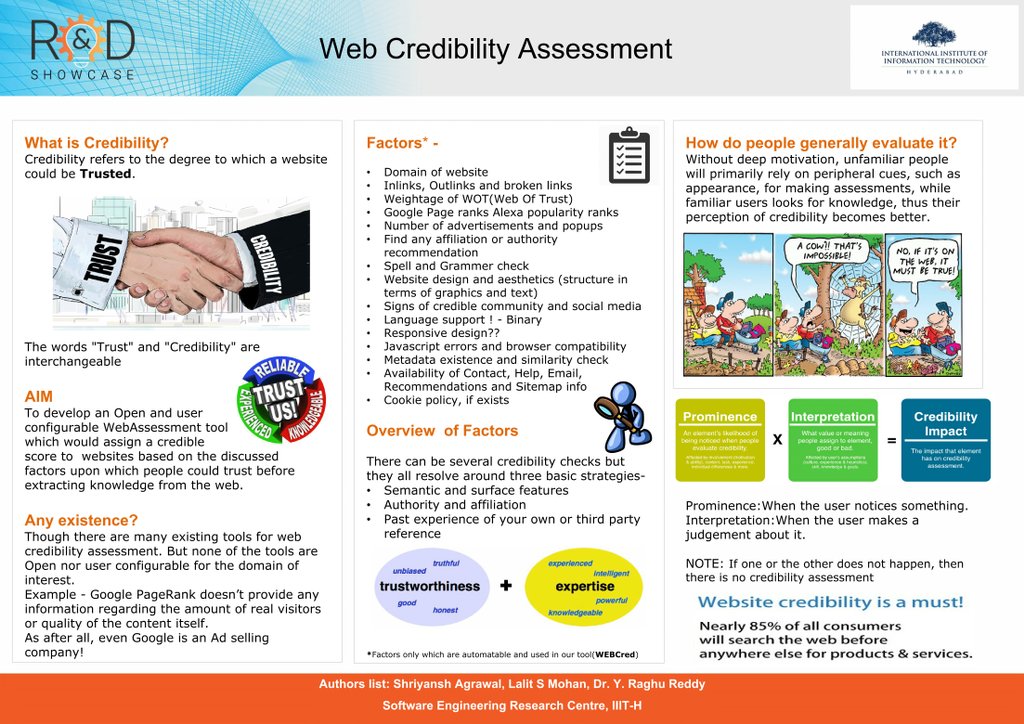 R&D
SHOWCASE
Web Credibility Assessment
INTERNATIONAL INSTITUTE OF
INFORMATION TECHNOLOGY
HYDERABAD
What is Credibility?
Credibility refers to the degree to which a website
could be Trusted.
TRUST
CREDIBILITY
The words "Trust" and "Credibility" are
interchangeable
RELIABLE
TRUST
'US!'
EXPERIENCED
KNOWLEDGEABLE
AIM
To develop an Open and user
configurable WebAssessment tool
which would assign a credible
score to websites based on the discussed
factors upon which people could trust before
extracting knowledge from the web.
Any existence?
Though there are many existing tools for web
credibility assessment. But none of the tools are
Open nor user configurable for the domain of
interest.
Example - Google PageRank doesn't provide any
information regarding the amount of real visitors
or quality of the content itself.
As after all, even Google is an Ad selling
company!
Factors* -
• Domain of website
• Inlinks, Outlinks and broken links
• Weightage of WOT(Web Of Trust)
• Google Page ranks Alexa popularity ranks
• Number of advertisements and popups
• Find any affiliation or authority
recommendation
• Spell and Grammer check
• Website design and aesthetics (structure in
terms of graphics and text)
• Signs of credible community and social media
• Language support ! - Binary
• Responsive design??
• Javascript errors and browser compatibility
• Metadata existence and similarity check
• Availability of Contact, Help, Email,
Recommendations and Sitemap info
• Cookie policy, if exists
Overview of Factors
There can be several credibility checks but
they all resolve around three basic strategies-
• Semantic and surface features
• Authority and affiliation
• Past experience of your own or third party
reference
truthful
unbiased
trustworthiness
good
honest
+
experienced
intelligent
expertise
powerful
knowledgeable
*Factors only which are automatable and used in our tool(WEBCred)
How do people generally evaluate it?
Without deep motivation, unfamiliar people
will primarily rely on peripheral cues, such as
appearance, for making assessments, while
familiar users looks for knowledge, thus their
perception of credibility becomes better.
A COW?! THAT'S
IMPOSSIBLE!
NO, IF IT'S ON
THE WEB, IT
MUST BE TRUE!
Prominence
An element's likelihood of
being noticed when people
evaluate credibility.
X
Interpretation
What value or meaning
people assign to element,
good or bad.
=
Credibility
Impact
The impact that element
has on credibility
assessment.
Prominence:When the user notices something.
Interpretation:When the user makes a
judgement about it.
NOTE: If one or the other does not happen, then
there is no credibility assessment
Website credibility is a must!
Nearly 85% of all consumers
will search the web before
anywhere else for products & services.
Authors list: Shriyansh Agrawal, Lalit S Mohan, Dr. Y. Raghu Reddy
Software Engineering Research Centre, IIIT-H